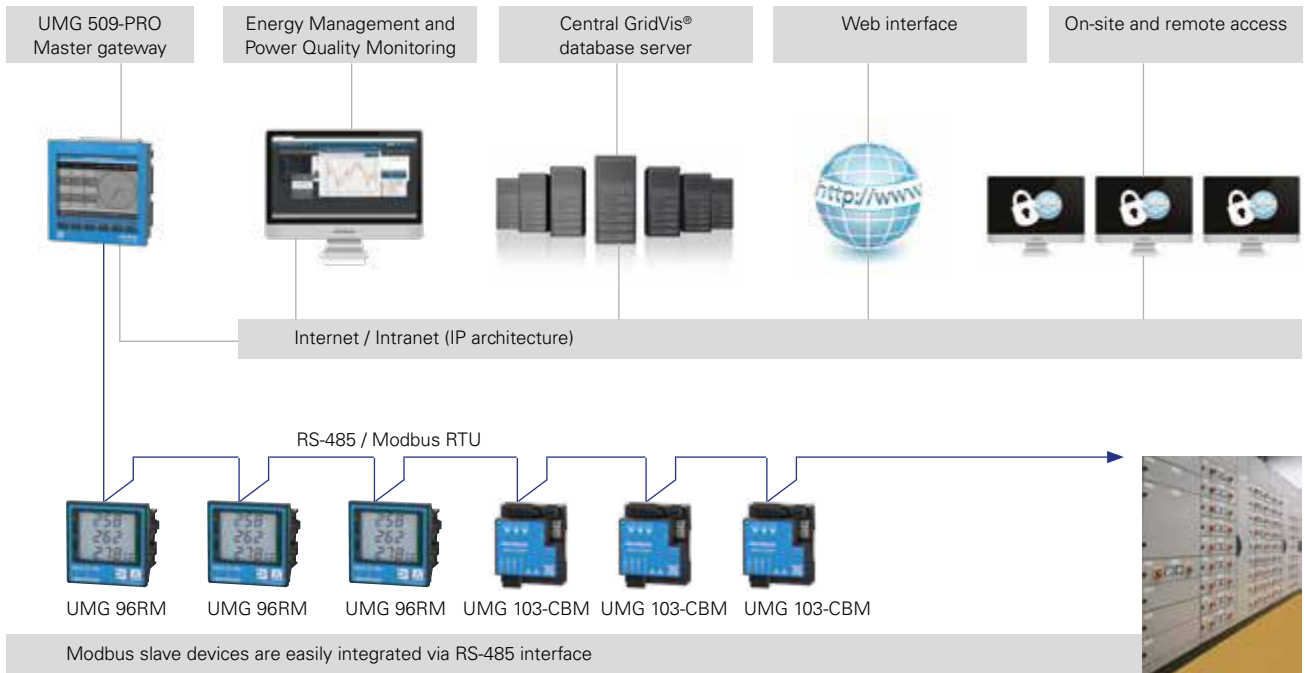 UMG 509-PRO
Master gateway
Energy Management and
Power Quality Monitoring
Central GridVis®
database server
Web interface
On-site and remote access
http://www
Internet / Intranet (IP architecture)
RS-485 / Modbus RTU
258
262
238
258
262
238
258
262
238
UMG 96RM
UMG 96RM
UMG 96RM
UMG 103-CBM
UMG 103-CBM
UMG 103-CBM
Modbus slave devices are easily integrated via RS-485 interface